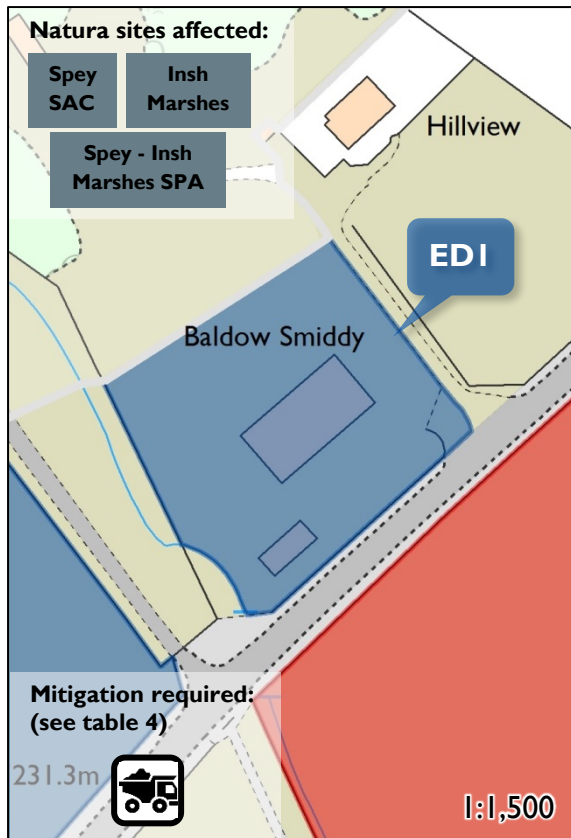 Natura sites affected:
Spey
SAC
Insh
Marshes
Spey - Insh
Marshes SPA
Hillview
ED1
Baldow Smiddy
Mitigation required:
(see table 4)
231.3m
1:1,500